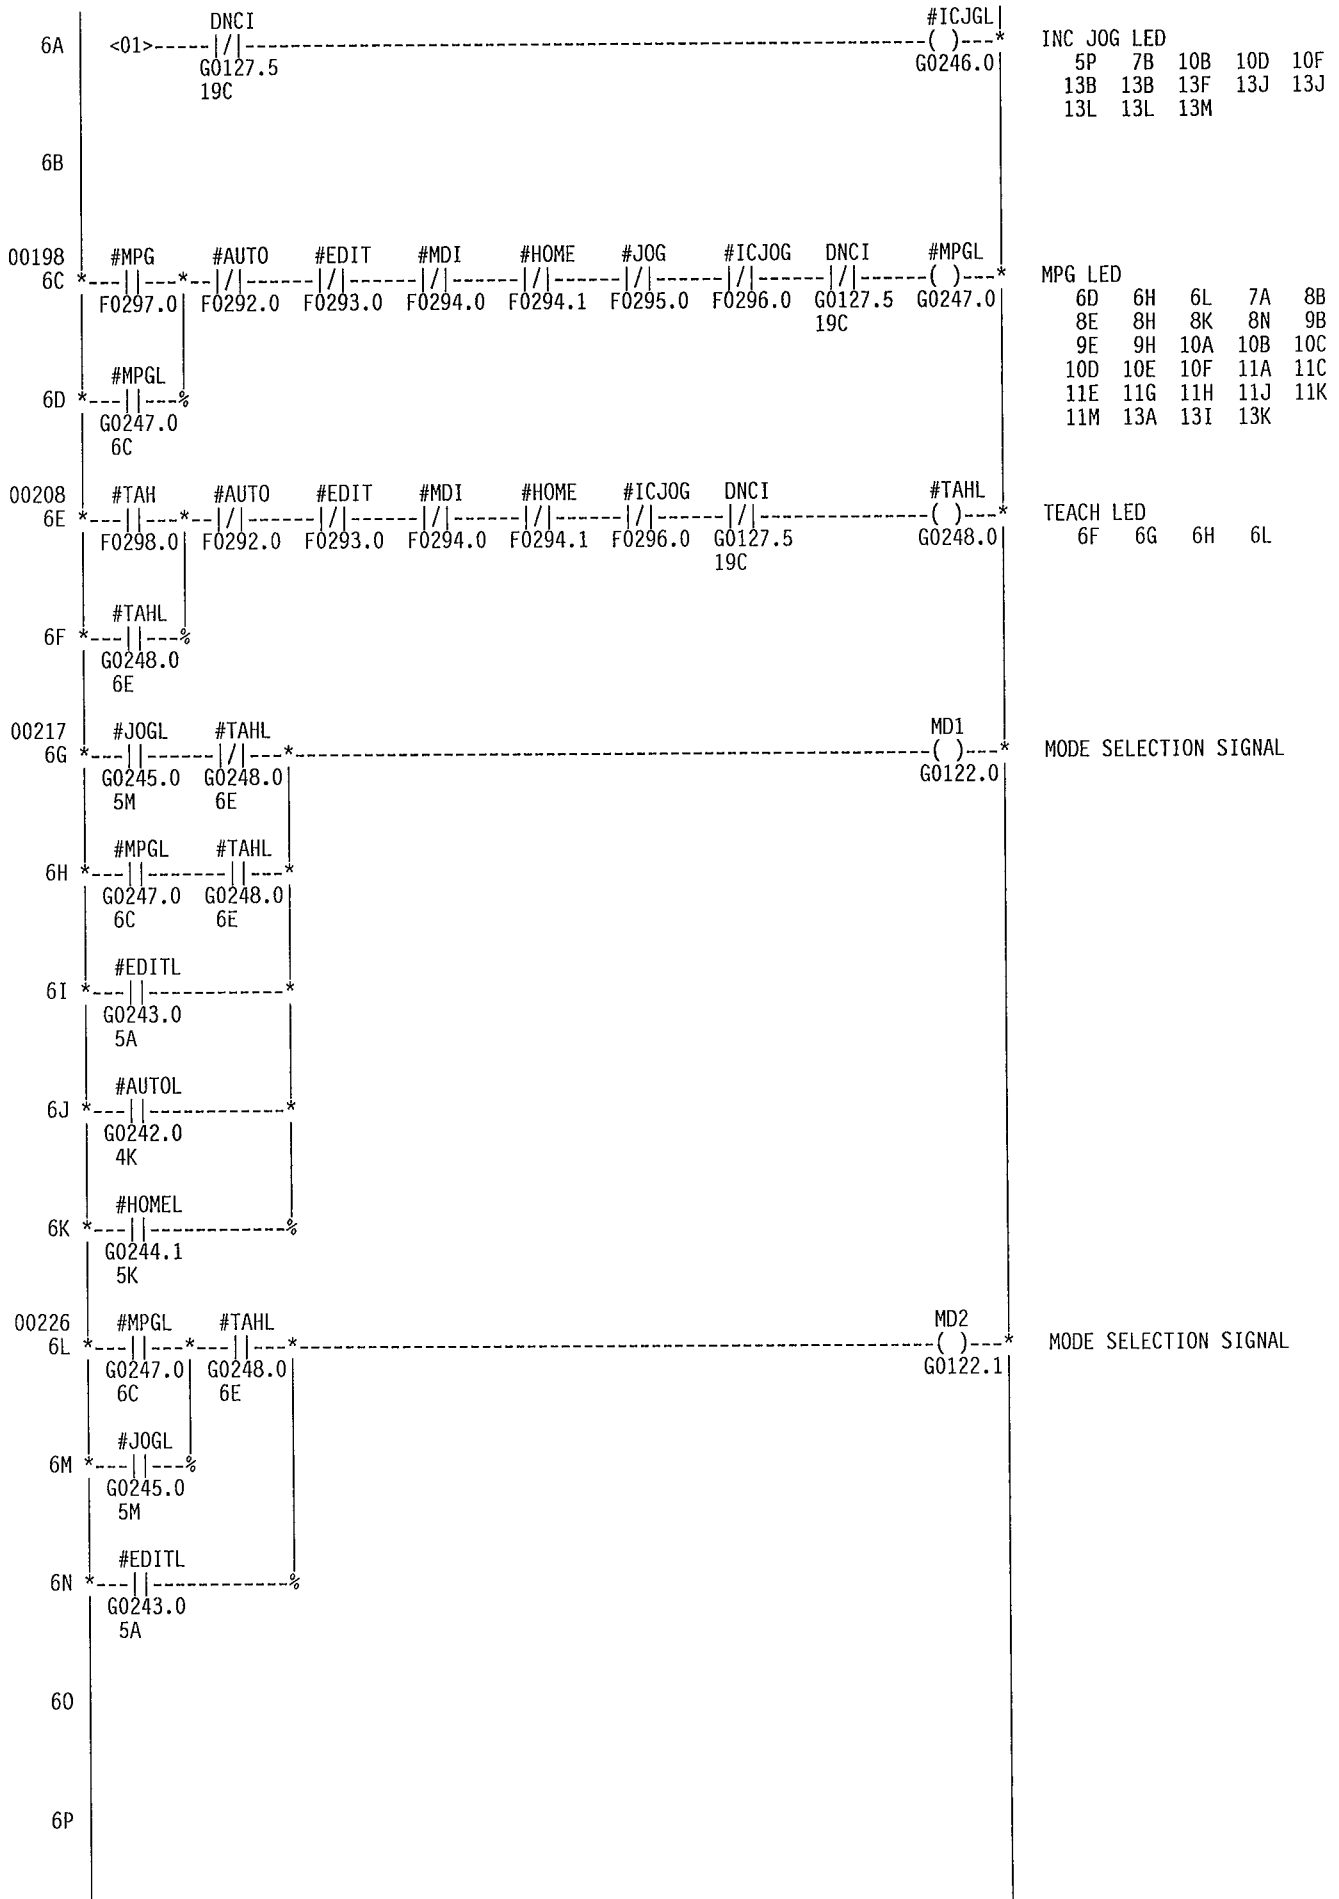 DNCI #ICJGL
6A <01>-----|/|--------------------------------------------------------( )---* INC JOG LED
G0127.5 G0246.0 5P 7B 10B 10D 10F
19C 13B 13B 13F 13J 13J
13L 13L 13M
6B
00198 #MPG #AUTO #EDIT #MDI #HOME #JOG #ICJOG DNCI #MPGL
6C *---||---*--|/|------|/|------|/|------|/|------|/|------|/|------|/|------( )---* MPG LED
F0297.0 F0292.0 F0293.0 F0294.0 F0294.1 F0295.0 F0296.0 G0127.5 G0247.0 6D 6H 6L 7A 8B
19C 8E 8H 8K 8N 9B
9E 9H 10A 10B 10C
#MPGL 10D 10E 10F 11A 11C
6D *---||---% 11E 11G 11H 11J 11K
G0247.0 11M 13A 13I 13K
6C
00208 #TAH #AUTO #EDIT #MDI #HOME #ICJOG DNCI #TAHL
6E *---||---*--|/|------|/|------|/|------|/|------|/|------|/|---------------( )---* TEACH LED
F0298.0 F0292.0 F0293.0 F0294.0 F0294.1 F0296.0 G0127.5 G0248.0 6F 6G 6H 6L
19C
#TAHL
6F *---||---%
G0248.0
6E
00217 #JOGL #TAHL MD1
6G *---||------|/|---*--------------------------------------------------------( )---* MODE SELECTION SIGNAL
G0245.0 G0248.0 G0122.0
5M 6E
#MPGL #TAHL
6H *---||-------||----*
G0247.0 G0248.0
6C 6E
#EDITL
6I *---||-------------*
G0243.0
5A
#AUTOL
6J *---||-------------*
G0242.0
4K
#HOMEL
6K *---||-------------%
G0244.1
5K
00226 #MPGL #TAHL MD2
6L *---||---*---||----*--------------------------------------------------------( )---* MODE SELECTION SIGNAL
G0247.0 G0248.0 G0122.1
6C 6E
#JOGL
6M *---||---%
G0245.0
5M
#EDITL
6N *---||-------------%
G0243.0
5A
6O
6P